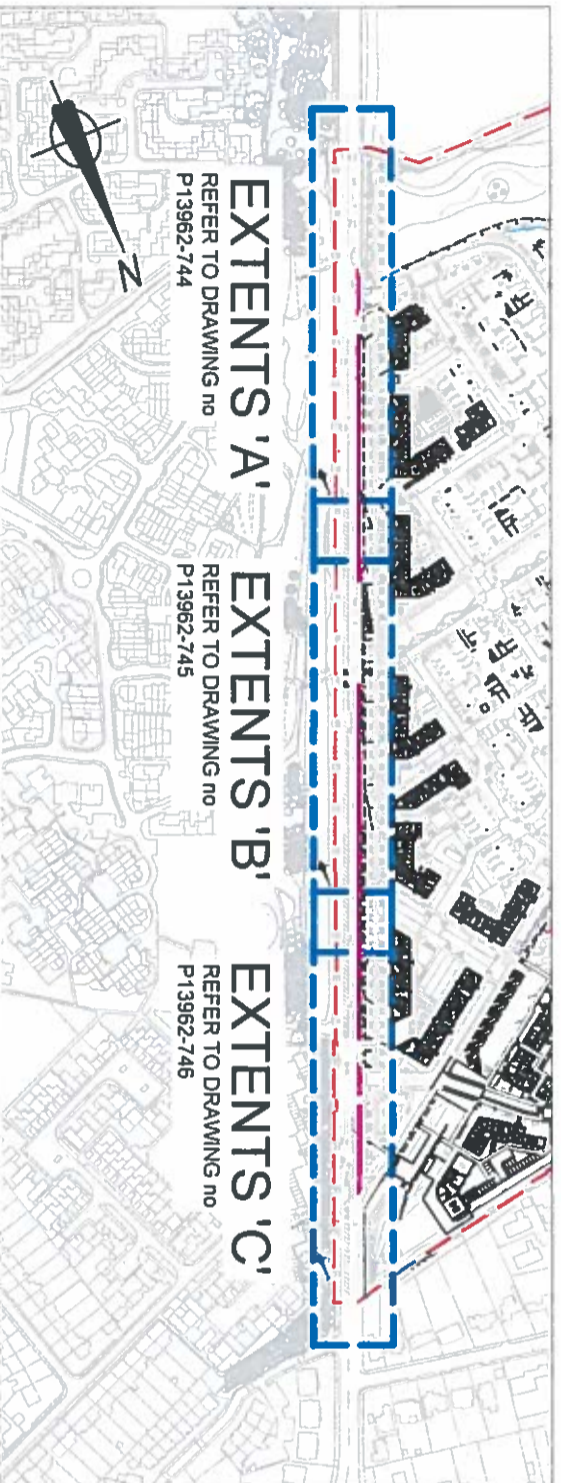 EXTENTS 'A'
REFER TO DRAWING no
P13962-744
EXTENTS 'B'
REFER TO DRAWING no
P13962-745
EXTENTS 'C'
REFER TO DRAWING no
P13962-746
N